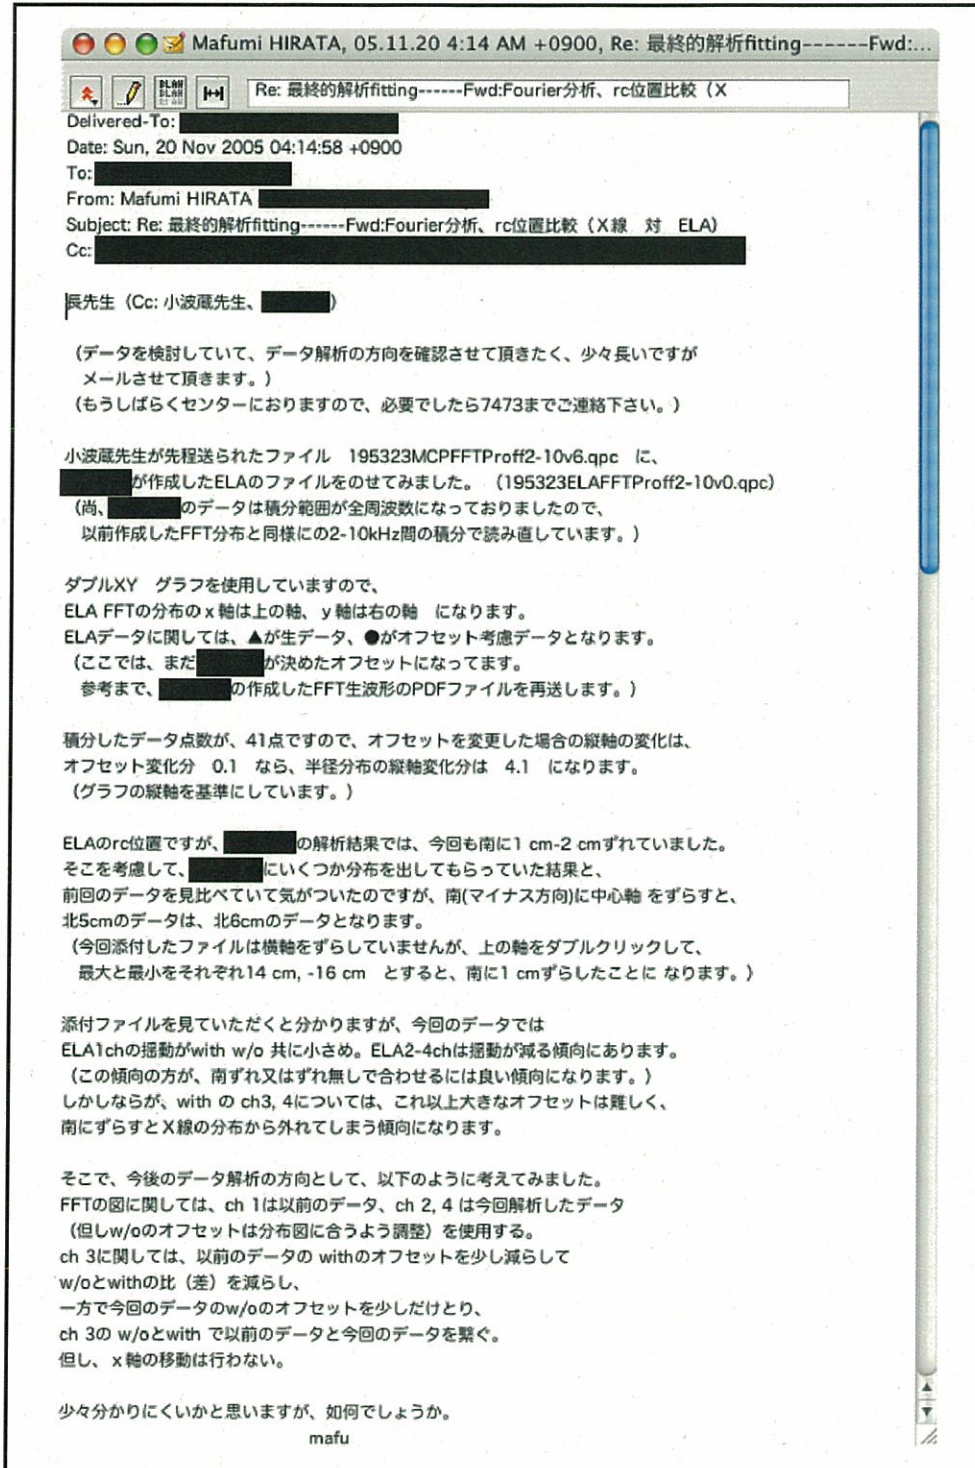 Mafumi HIRATA, 05.11.20 4:14 AM +0900, Re: 最終的解析fitting------Fwd:...
BLAH
BLAH
Re: 最終的解析fitting------Fwd:Fourier分析、rc位置比較（X
Delivered-To:
Date: Sun, 20 Nov 2005 04:14:58 +0900
To:
From: Mafumi HIRATA
Subject: Re: 最終的解析fitting------Fwd:Fourier分析、rc位置比較（X線　対　ELA）
Cc:
長先生（Cc: 小波蔵先生、 ）
（データを検討していて、データ解析の方向を確認させて頂きたく、少々長いですが
メールさせて頂きます。）
（もうしばらくセンターにおりますので、必要でしたら7473までご連絡下さい。）
小波蔵先生が先程送られたファイル　195323MCPFFTProff2-10v6.qpc　に、
が作成したELAのファイルをのせてみました。（195323ELAFFTProff2-10v0.qpc）
（尚、 のデータは積分範囲が全周波数になっておりましたので、
以前作成したFFT分布と同様にの2-10kHz間の積分で読み直しています。）
ダブルXY　グラフを使用していますので、
ELA FFTの分布のｘ軸は上の軸、ｙ軸は右の軸　になります。
ELAデータに関しては、▲が生データ、●がオフセット考慮データとなります。
（ここでは、まだ が決めたオフセットになってます。
参考まで、 の作成したFFT生波形のPDFファイルを再送します。）
積分したデータ点数が、41点ですので、オフセットを変更した場合の縦軸の変化は、
オフセット変化分　0.1　なら、半径分布の縦軸変化分は　4.1　になります。
（グラフの縦軸を基準にしています。）
ELAのrc位置ですが、 の解析結果では、今回も南に1 cm-2 cmずれていました。
そこを考慮して、 にいくつか分布を出してもらっていた結果と、
前回のデータを見比べていて気がついたのですが、南(マイナス方向)に中心軸 をずらすと、
北5cmのデータは、北6cmのデータとなります。
（今回添付したファイルは横軸をずらしていませんが、上の軸をダブルクリックして、
最大と最小をそれぞれ14 cm, -16 cm　とすると、南に1 cmずらしたことに なります。）
添付ファイルを見ていただくと分かりますが、今回のデータでは
ELA1chの揺動がwith w/o 共に小さめ。ELA2-4chは揺動が減る傾向にあります。
（この傾向の方が、南ずれ又はずれ無しで合わせるには良い傾向になります。）
しかしならが、with の ch3, 4については、これ以上大きなオフセットは難しく、
南にずらすとX線の分布から外れてしまう傾向になります。
そこで、今後のデータ解析の方向として、以下のように考えてみました。
FFTの図に関しては、ch 1は以前のデータ、ch 2, 4 は今回解析したデータ
（但しw/oのオフセットは分布図に合うよう調整）を使用する。
ch 3に関しては、以前のデータの withのオフセットを少し減らして
w/oとwithの比（差）を減らし、
一方で今回のデータのw/oのオフセットを少しだけとり、
ch 3の w/oとwith で以前のデータと今回のデータを繋ぐ。
但し、ｘ軸の移動は行わない。
少々分かりにくいかと思いますが、如何でしょうか。
mafu